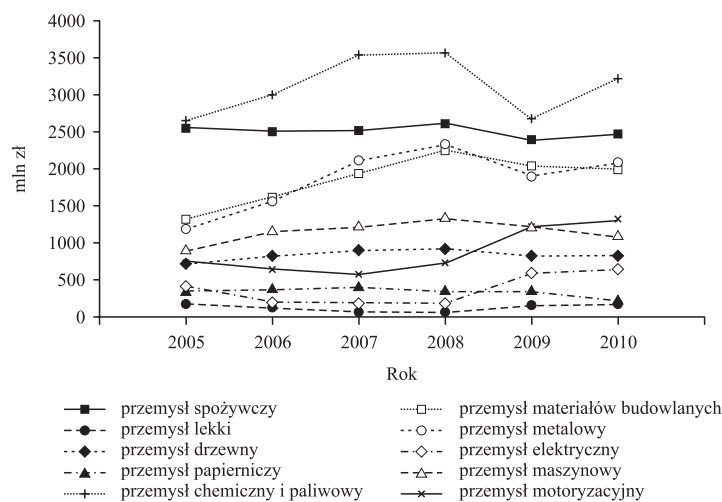 4000
3500
3000
2500
2000
1500
1000
500
0
mln zł
2005 2006 2007 2008 2009 2010
Rok
przemysł spożywczy
przemysł lekki
przemysł drzewny
przemysł papierniczy
przemysł chemiczny i paliwowy
przemysł materiałów budowlanych
przemysł metalowy
przemysł elektryczny
przemysł maszynowy
przemysł motoryzacyjny